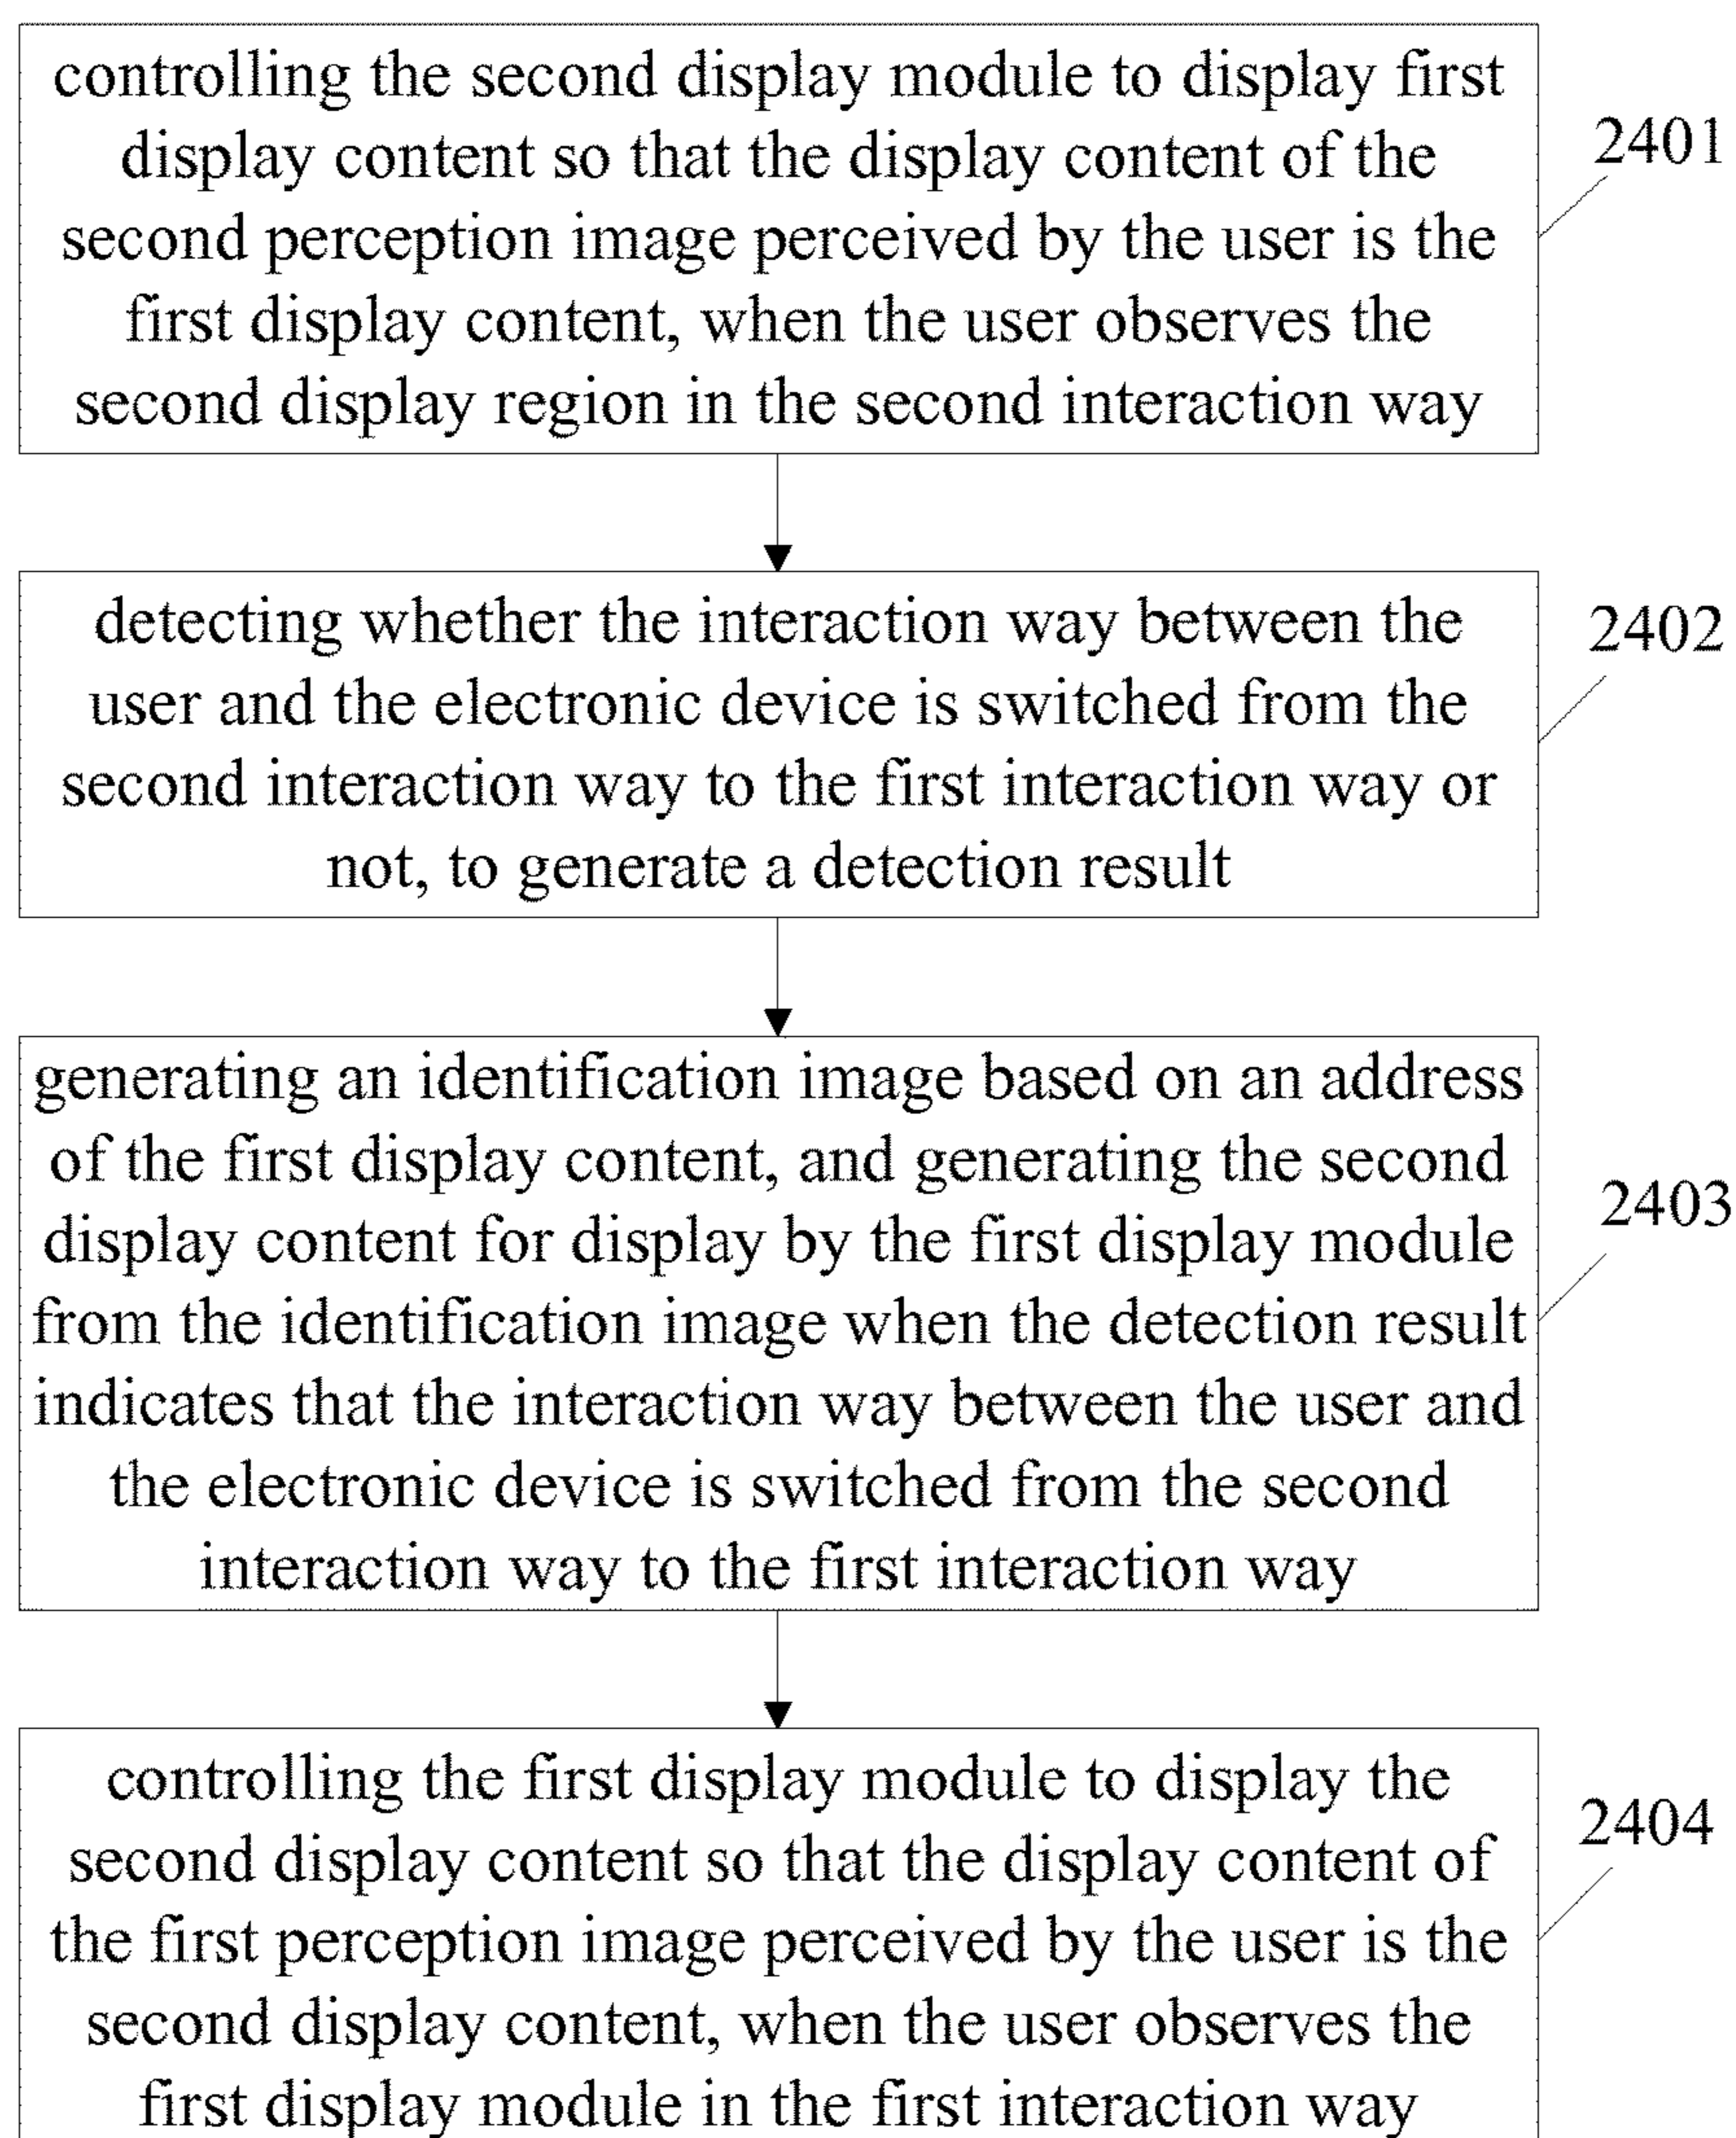 controlling the second display module to display first
display content so that the display content of the
second perception image perceived by the user is the
first display content, when the user observes the
second display region in the second interaction way
2401
detecting whether the interaction way between the
user and the electronic device is switched from the
second interaction way to the first interaction way or
not, to generate a detection result
2402
generating an identification image based on an address
of the first display content, and generating the second
display content for display by the first display module
from the identification image when the detection result
indicates that the interaction way between the user and
the electronic device is switched from the second
interaction way to the first interaction way
2403
controlling the first display module to display the
second display content so that the display content of
the first perception image perceived by the user is the
second display content, when the user observes the
first display module in the first interaction way
2404